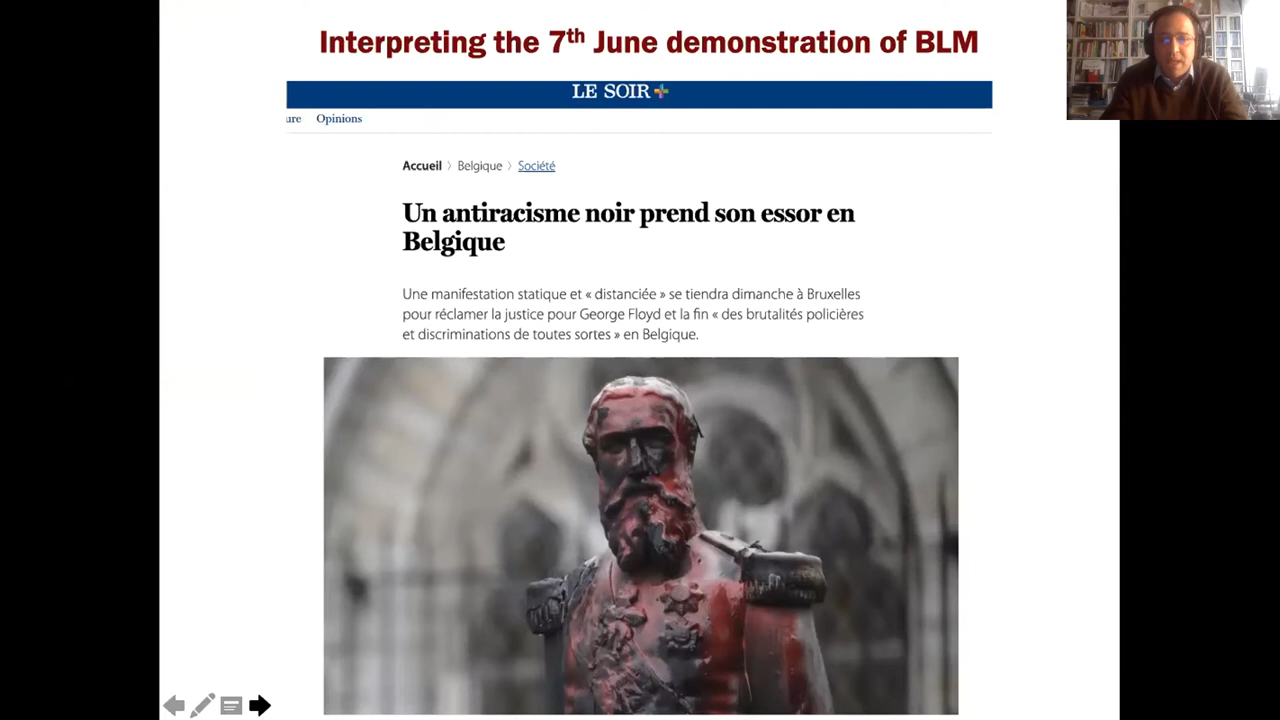 Interpreting the 7th June demonstration of BLM
LE SOIR+
ure Opinions
Accueil > Belgique > Société
Un antiracisme noir prend son essor en
Belgique
Une manifestation statique et « distanciée » se tiendra dimanche à Bruxelles
pour réclamer la justice pour George Floyd et la fin « des brutalités policières
et discriminations de toutes sortes » en Belgique.